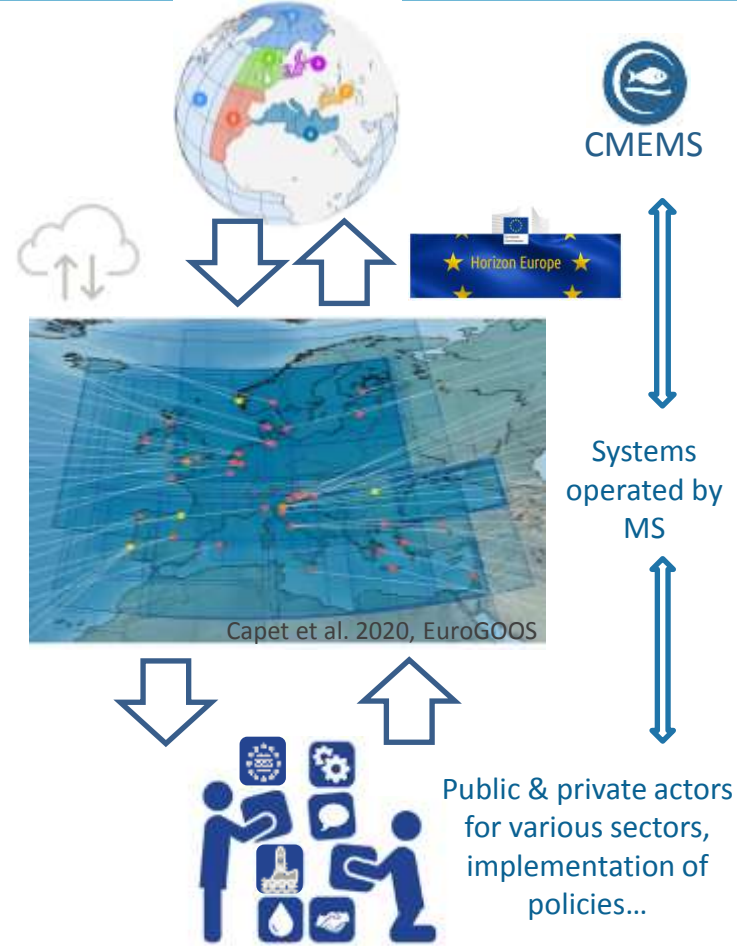 CMEMS
Horizon Europe
Systems
operated by
MS
Capet et al. 2020, EuroGOOS
Public & private actors
for various sectors,
implementation of
policies…